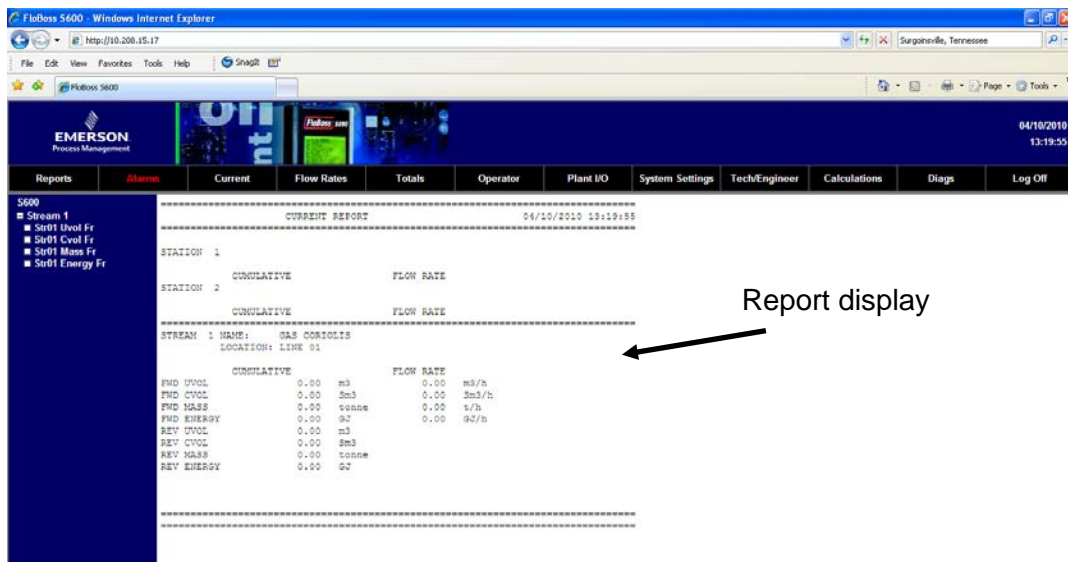 FloBoss S600 - Windows Internet Explorer
http://10.200.15.17
Surgoinsville, Tennessee
File Edit View Favorites Tools Help SnagIt
FloBoss S600
Page Tools
EMERSON
Process Management
FloBoss S600
04/10/2010
13:19:55
Reports Alarms Current Flow Rates Totals Operator Plant I/O System Settings Tech/Engineer Calculations Diags Log Off
S600
Stream 1
Str01 Uvol Fr
Str01 Cvol Fr
Str01 Mass Fr
Str01 Energy Fr
CURRENT REPORT 04/10/2010 13:19:55
STATION 1
CUMULATIVE FLOW RATE
STATION 2
CUMULATIVE FLOW RATE
STREAM 1 NAME: GAS CORIOLIS
LOCATION: LINE 01
CUMULATIVE FLOW RATE
FWD UVOL 0.00 m3 0.00 m3/h
FWD CVOL 0.00 Sm3 0.00 Sm3/h
FWD MASS 0.00 tonne 0.00 t/h
FWD ENERGY 0.00 GJ 0.00 GJ/h
REV UVOL 0.00 m3
REV CVOL 0.00 Sm3
REV MASS 0.00 tonne
REV ENERGY 0.00 GJ
Report display